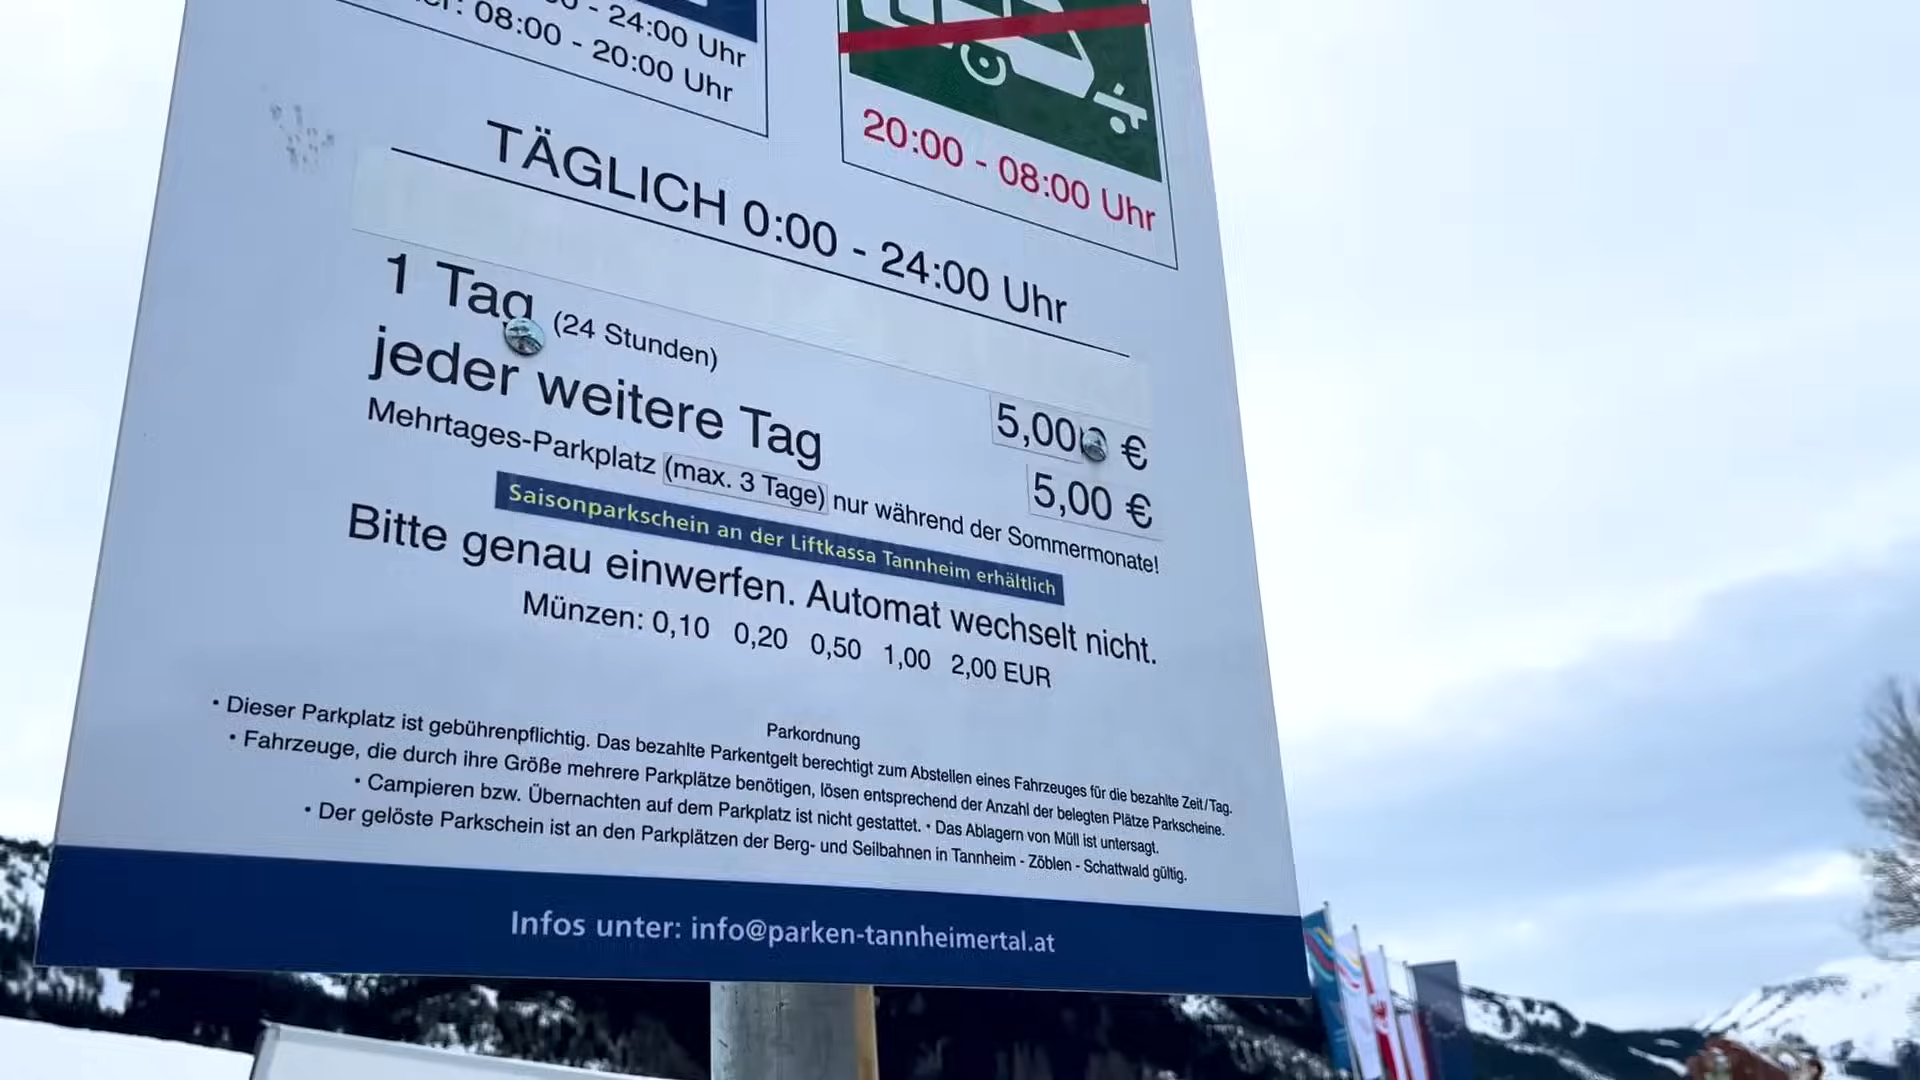 - 24:00 Uhr
08:00 - 20:00 Uhr
20:00 - 08:00 Uhr
TÄGLICH 0:00 - 24:00 Uhr
1 Tag (24 Stunden) 5,00 €
jeder weitere Tag 5,00 €
Mehrtages-Parkplatz (max. 3 Tage) nur während der Sommermonate!
Saisonparkschein an der Liftkassa Tannheim erhältlich
Bitte genau einwerfen. Automat wechselt nicht.
Münzen: 0,10 0,20 0,50 1,00 2,00 EUR
Parkordnung
• Dieser Parkplatz ist gebührenpflichtig. Das bezahlte Parkentgelt berechtigt zum Abstellen eines Fahrzeuges für die bezahlte Zeit/Tag.
• Fahrzeuge, die durch ihre Größe mehrere Parkplätze benötigen, lösen entsprechend der Anzahl der belegten Plätze Parkscheine.
• Campieren bzw. Übernachten auf dem Parkplatz ist nicht gestattet. • Das Ablagern von Müll ist untersagt.
• Der gelöste Parkschein ist an den Parkplätzen der Berg- und Seilbahnen in Tannheim - Zöblen - Schattwald gültig.
Infos unter: info@parken-tannheimertal.at